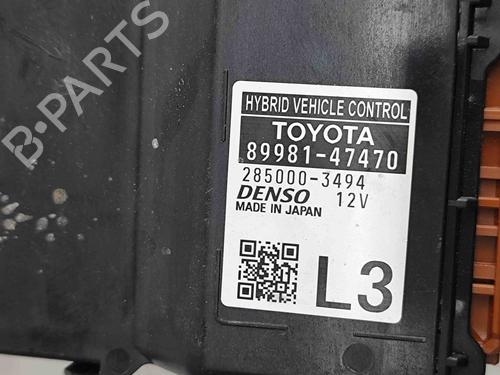 B-PARTS
HYBRID VEHICLE CONTROL
TOYOTA
89981-47470
285000-3494
DENSO 12V
MADE IN JAPAN
L3